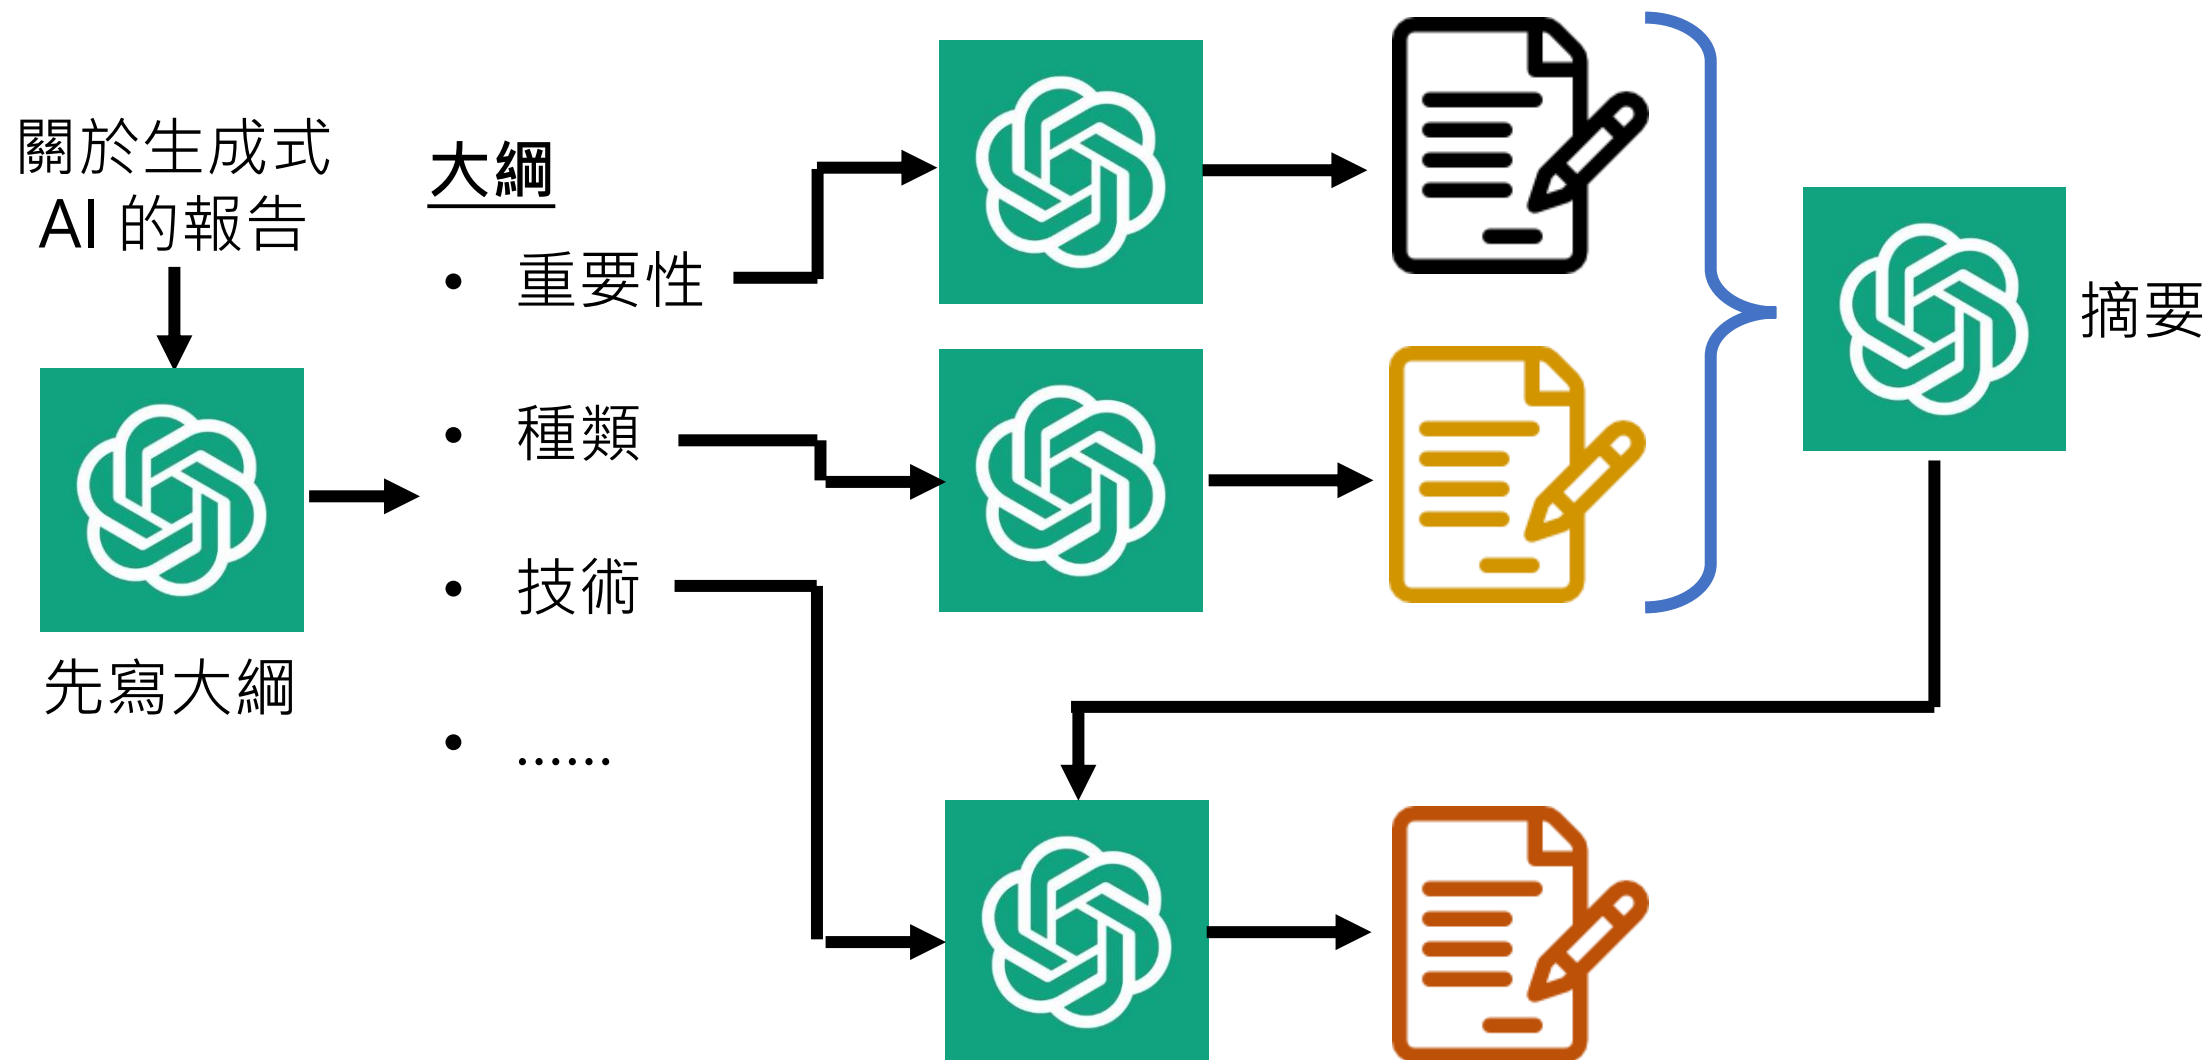 關於生成式
AI 的報告
先寫大綱
大綱
• 重要性
• 種類
• 技術
• ......
摘要